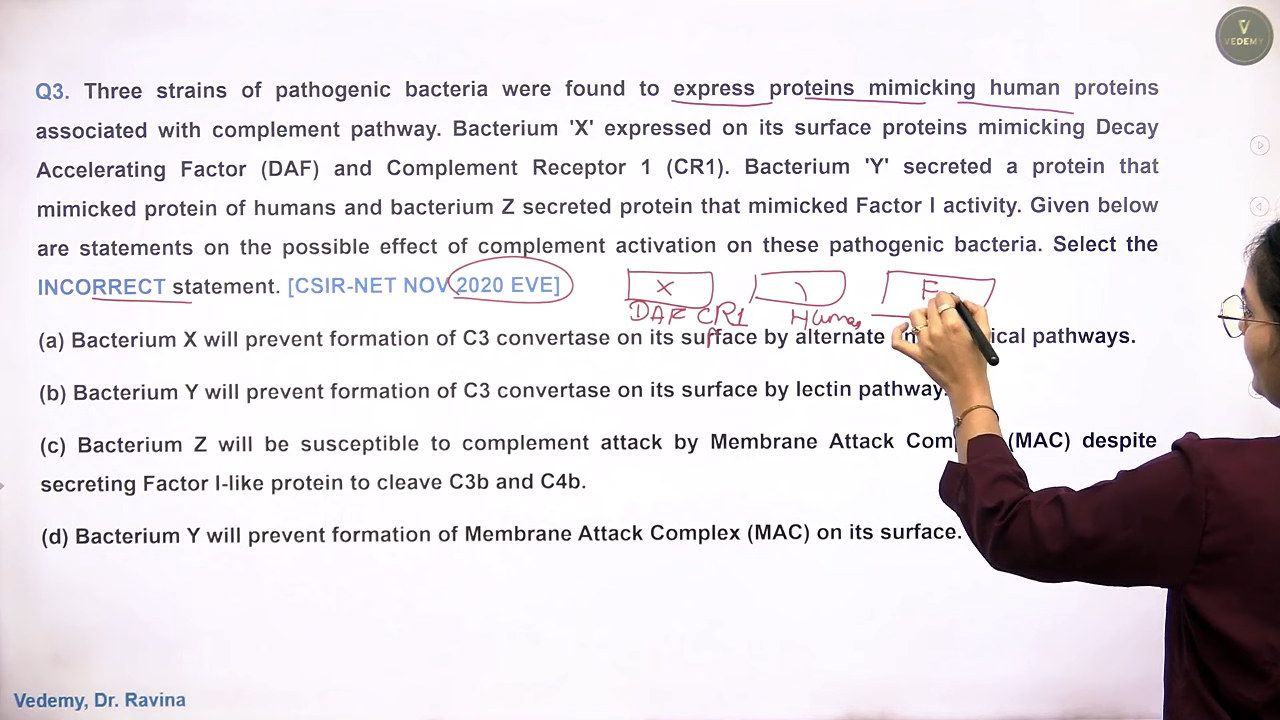 VEDEMY
Q3. Three strains of pathogenic bacteria were found to express proteins mimicking human proteins
associated with complement pathway. Bacterium 'X' expressed on its surface proteins mimicking Decay
Accelerating Factor (DAF) and Complement Receptor 1 (CR1). Bacterium 'Y' secreted a protein that
mimicked protein of humans and bacterium Z secreted protein that mimicked Factor I activity. Given below
are statements on the possible effect of complement activation on these pathogenic bacteria. Select the
INCORRECT statement. [CSIR-NET NOV 2020 EVE]
X
F
DAF CR1
(a) Bacterium X will prevent formation of C3 convertase on its surface by alternate ical pathways.
(b) Bacterium Y will prevent formation of C3 convertase on its surface by lectin pathway.
(c) Bacterium Z will be susceptible to complement attack by Membrane Attack Com (MAC) despite
secreting Factor I-like protein to cleave C3b and C4b.
(d) Bacterium Y will prevent formation of Membrane Attack Complex (MAC) on its surface.
Vedemy, Dr. Ravina